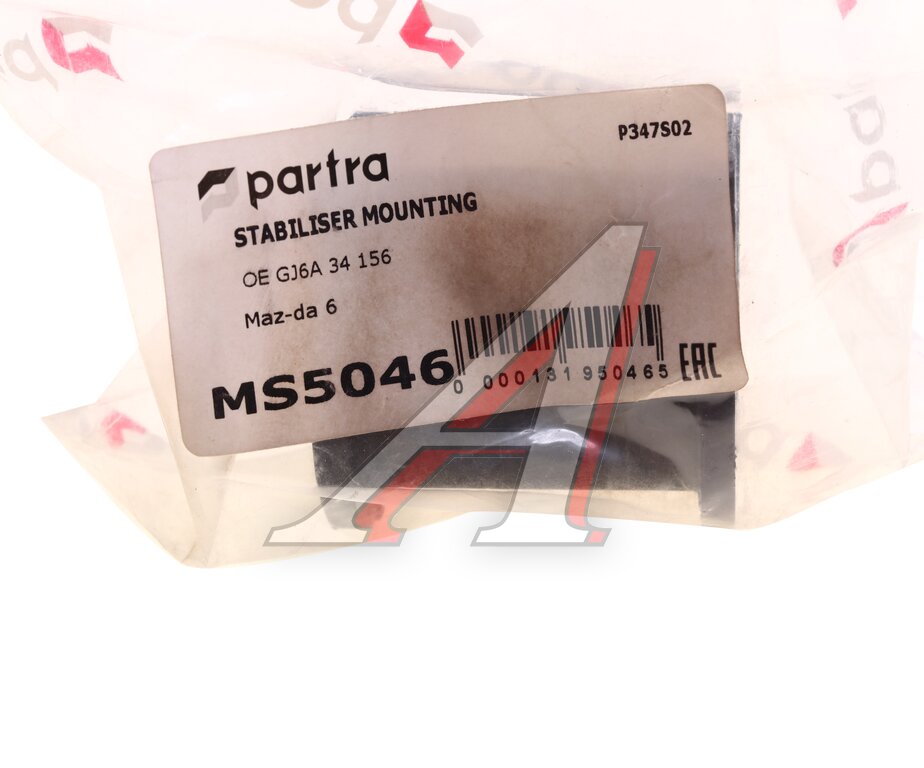 partra
P347S02
STABILISER MOUNTING
OE GJ6A 34 156
Maz-da 6
MS5046
0 000131 950465
EAC